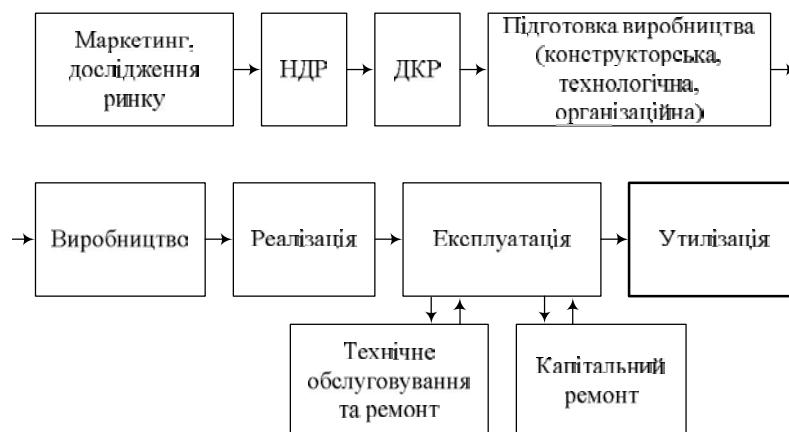 Маркетинг,
дослідження
ринку
НДР
ДКР
Підготовка виробництва
(конструкторська,
технологічна,
організаційна)
Виробництво
Реалізація
Експлуатація
Утилізація
Технічне
обслуговування
та ремонт
Капітальний
ремонт